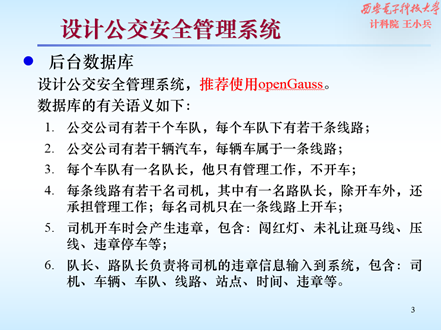 西安电子科技大学
计科院 王小兵
设计公交安全管理系统
● 后台数据库
设计公交安全管理系统，推荐使用openGauss。
数据库的有关语义如下：
1. 公交公司有若干个车队，每个车队下有若干条线路；
2. 公交公司有若干辆汽车，每辆车属于一条线路；
3. 每个车队有一名队长，他只有管理工作，不开车；
4. 每条线路有若干名司机，其中有一名路队长，除开车外，还
承担管理工作；每名司机只在一条线路上开车；
5. 司机开车时会产生违章，包含：闯红灯、未礼让斑马线、压
线、违章停车等；
6. 队长、路队长负责将司机的违章信息输入到系统，包含：司
机、车辆、车队、线路、站点、时间、违章等。
3